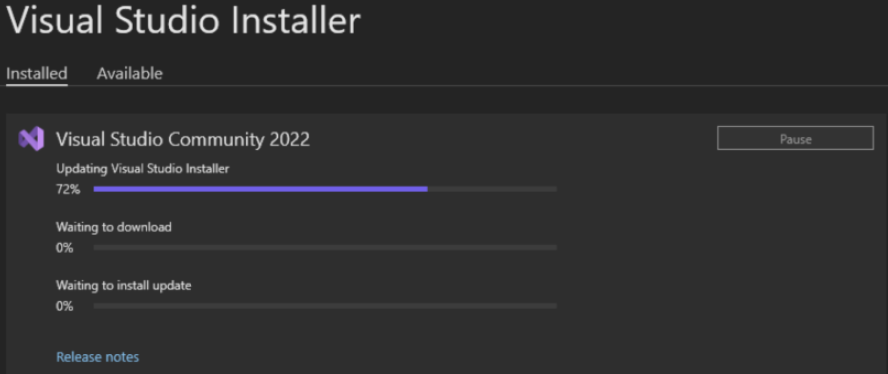 Visual Studio Installer
Installed Available
Visual Studio Community 2022
Pause
Updating Visual Studio Installer
72%
Waiting to download
0%
Waiting to install update
0%
Release notes